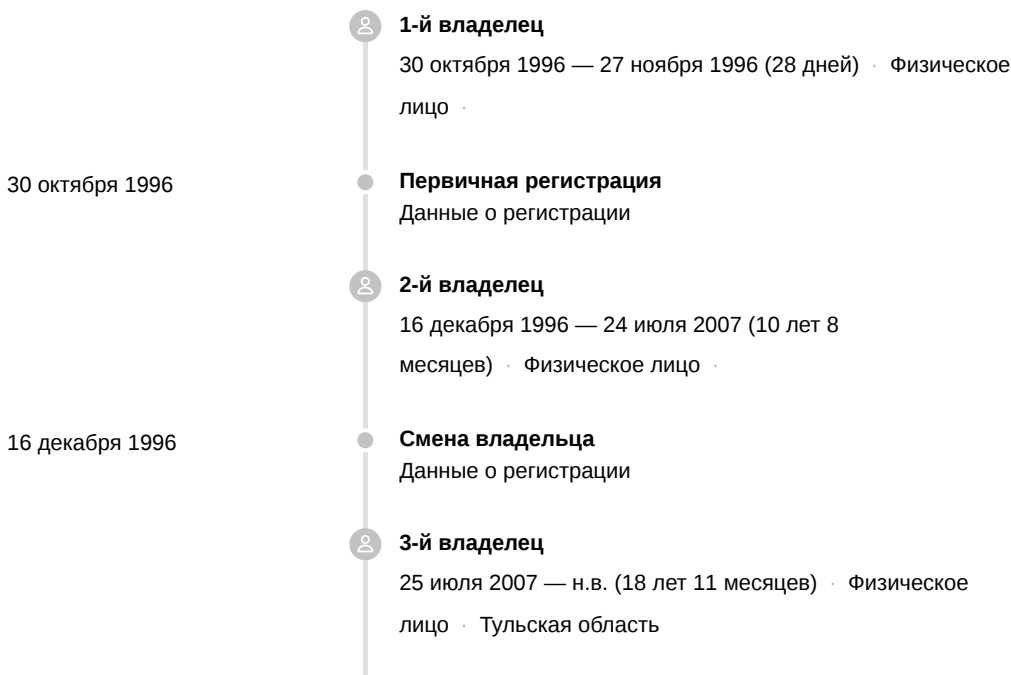 1-й владелец
30 октября 1996 — 27 ноября 1996 (28 дней) · Физическое
лицо ·
30 октября 1996
Первичная регистрация
Данные о регистрации
2-й владелец
16 декабря 1996 — 24 июля 2007 (10 лет 8
месяцев) · Физическое лицо ·
16 декабря 1996
Смена владельца
Данные о регистрации
3-й владелец
25 июля 2007 — н.в. (18 лет 11 месяцев) · Физическое
лицо · Тульская область